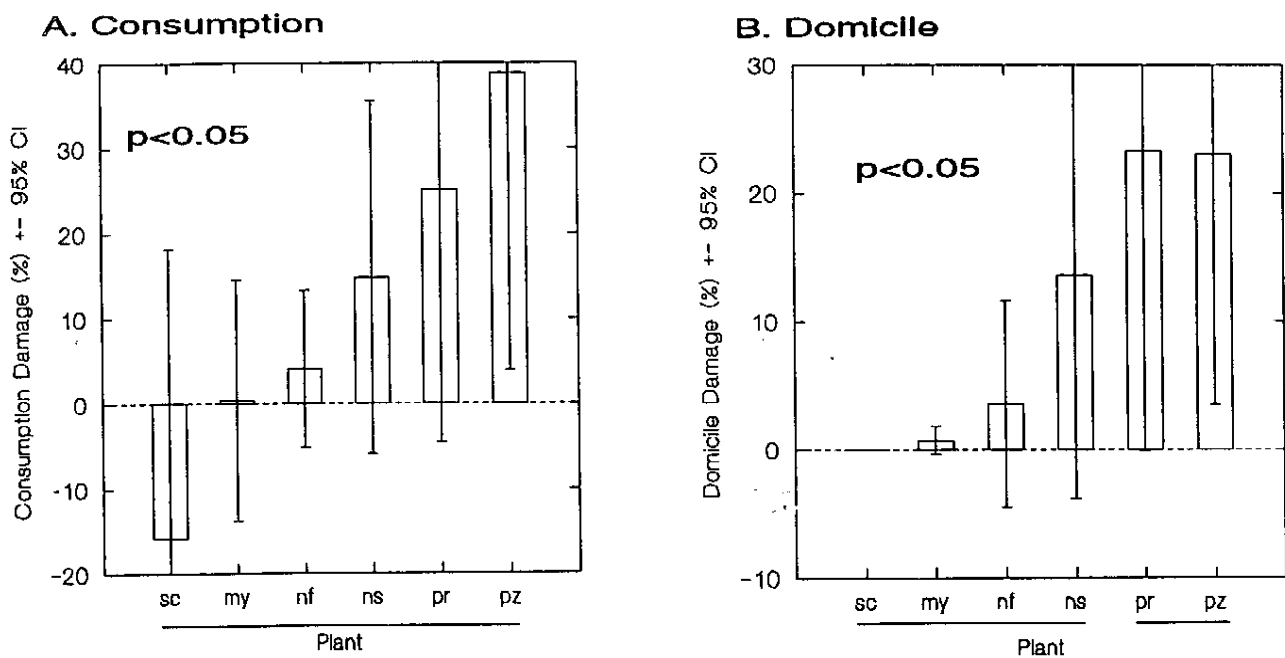 A. Consumption
40
30
20
10
0
-10
-20
Consumption Damage (%) +- 95% CI
p<0.05
sc my nf ns pr pz
Plant
B. Domicile
30
20
10
0
-10
Domicile Damage (%) +- 95% CI
p<0.05
sc my nf ns pr pz
Plant